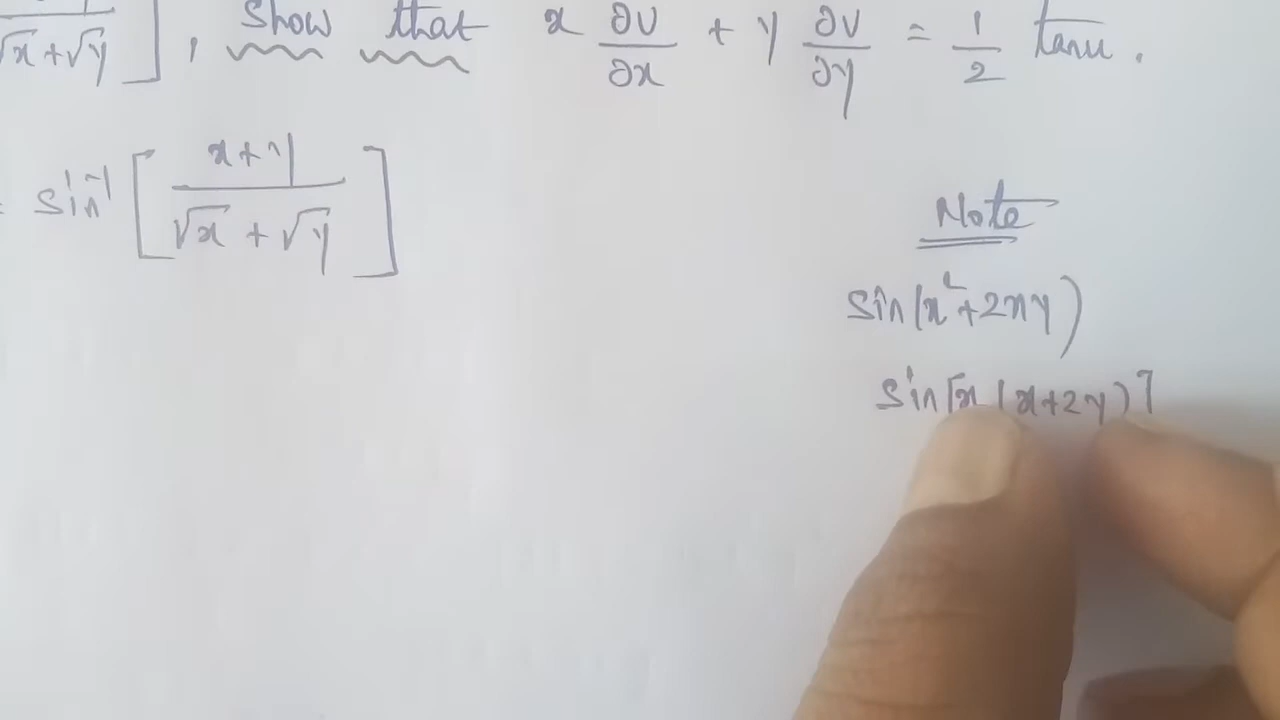 √x+√y ] , Show that x ∂U/∂x + y ∂U/∂y = 1/2 tanu .
= sin⁻¹ [ x+y / √x + √y ]
Note
sin(x²+2xy)
sin[x(x+2y)]